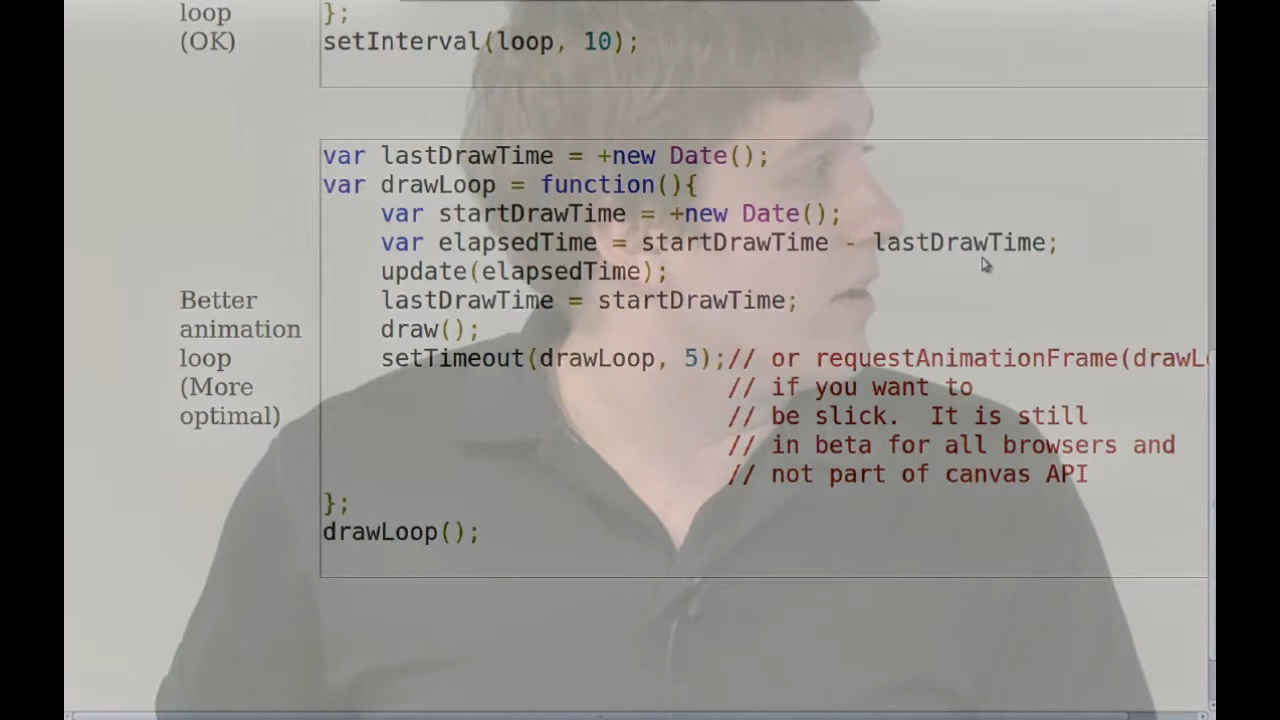 loop
(OK)
};
setInterval(loop, 10);
Better
animation
loop
(More
optimal)
var lastDrawTime = +new Date();
var drawLoop = function(){
var startDrawTime = +new Date();
var elapsedTime = startDrawTime - lastDrawTime;
update(elapsedTime);
lastDrawTime = startDrawTime;
draw();
setTimeout(drawLoop, 5);// or requestAnimationFrame(drawLo
// if you want to
// be slick.  It is still
// in beta for all browsers and
// not part of canvas API
};
drawLoop();